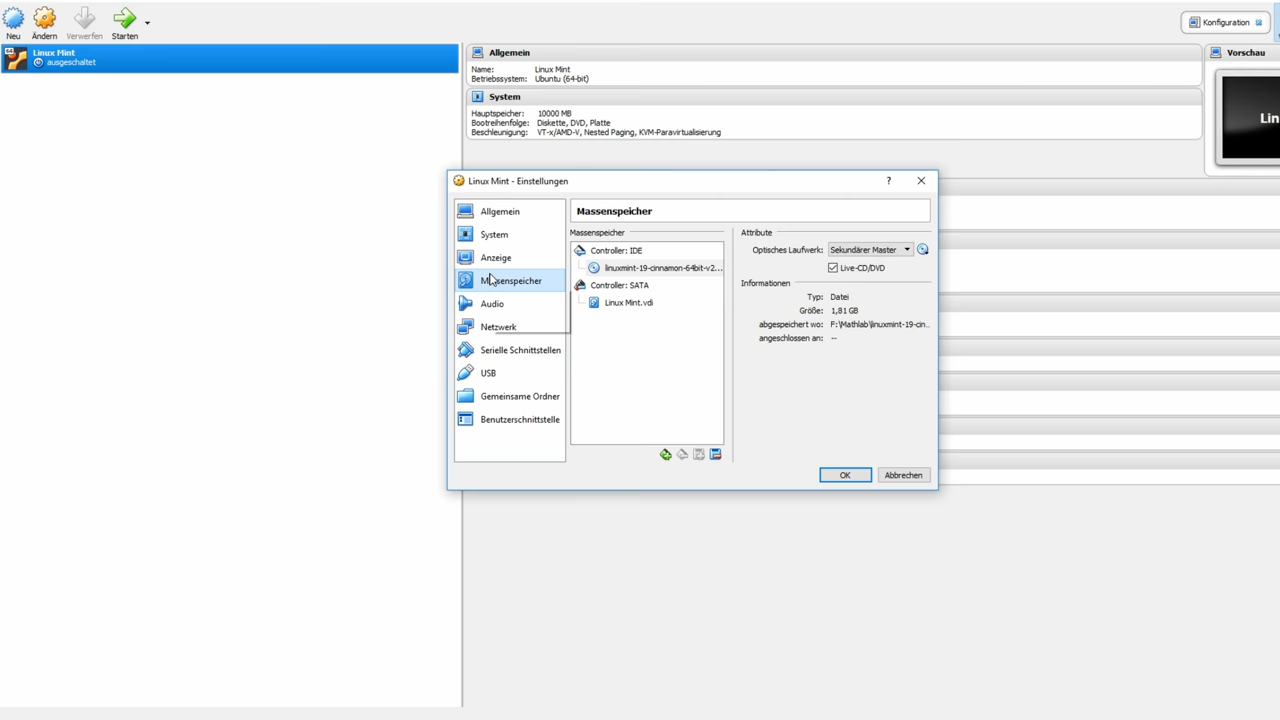 Neu
Ändern
Verwerfen
Starten
Konfiguration
Linux Mint
ausgeschaltet
64
Allgemein
Name: Linux Mint
Betriebssystem: Ubuntu (64-bit)
System
Hauptspeicher: 10000 MB
Bootreihenfolge: Diskette, DVD, Platte
Beschleunigung: VT-x/AMD-V, Nested Paging, KVM-Paravirtualisierung
Vorschau
Lin
Linux Mint - Einstellungen
?
Allgemein
System
Anzeige
Massenspeicher
Audio
Netzwerk
Serielle Schnittstellen
USB
Gemeinsame Ordner
Benutzerschnittstelle
Massenspeicher
Massenspeicher
Controller: IDE
linuxmint-19-cinnamon-64bit-v2...
Controller: SATA
Linux Mint.vdi
Attribute
Optisches Laufwerk: Sekundärer Master
Live-CD/DVD
Informationen
Typ: Datei
Größe: 1,81 GB
abgespeichert wo: F:\Mathlab\linuxmint-19-cin...
angeschlossen an: --
OK
Abbrechen